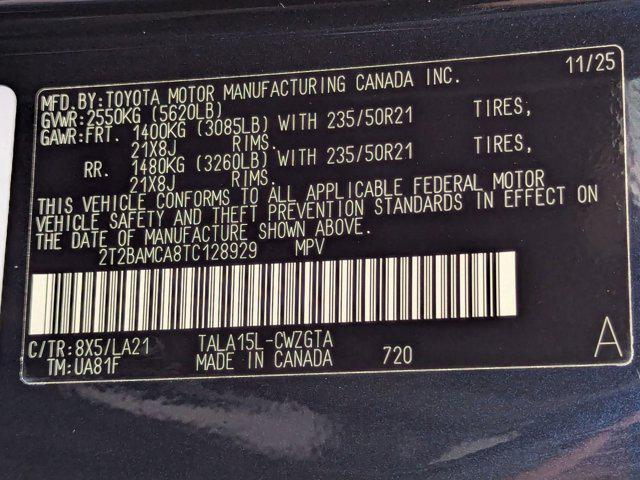 11/25
MFD.BY:TOYOTA MOTOR MANUFACTURING CANADA INC.
GVWR:2550KG (5620LB)
GAWR:FRT. 1400KG (3085LB) WITH 235/50R21 TIRES,
21X8J RIMS.
RR. 1480KG (3260LB) WITH 235/50R21 TIRES,
21X8J RIMS.
THIS VEHICLE CONFORMS TO ALL APPLICABLE FEDERAL MOTOR
VEHICLE SAFETY AND THEFT PREVENTION STANDARDS IN EFFECT ON
THE DATE OF MANUFACTURE SHOWN ABOVE.
2T2BAMCA8TC128929 MPV
C/TR:8X5/LA21 TALA15L-CWZGTA
TM:UA81F MADE IN CANADA 720 A